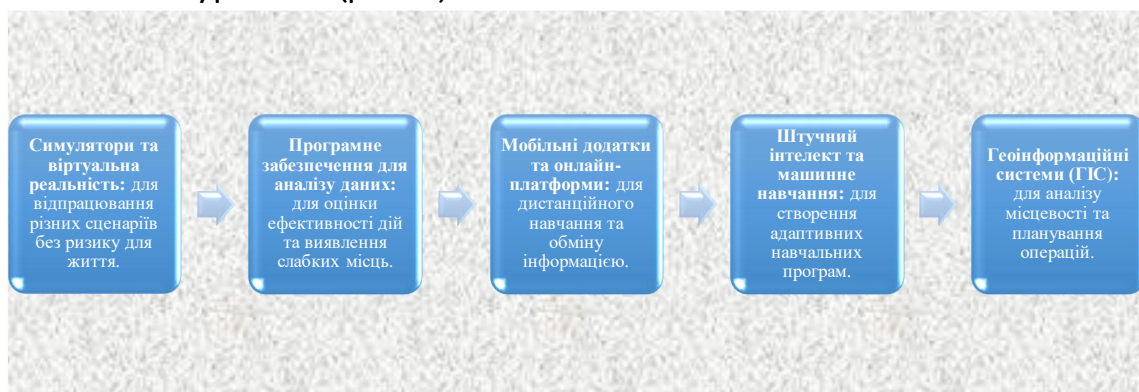 Симулятори та
віртуальна
реальність: для
відпрацювання
різних сценаріїв
без ризику для
життя.
Програмне
забезпечення для
аналізу даних:
для оцінки
ефективності дій
та виявлення
слабких місць.
Мобільні додатки
та онлайн-
платформи: для
дистанційного
навчання та
обміну
інформацією.
Штучний
інтелект та
машинне
навчання: для
створення
адаптивних
навчальних
програм.
Геоінформаційні
системи (ГІС):
для аналізу
місцевості та
планування
операцій.